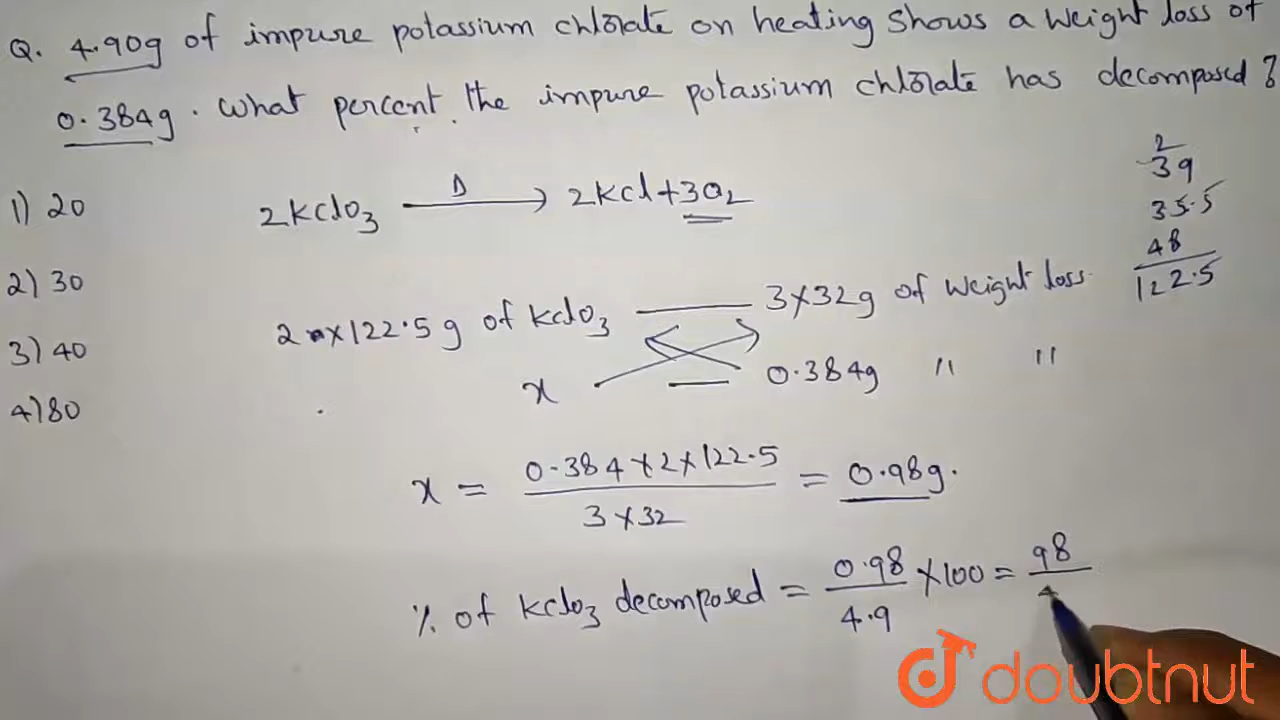 Q. 4.90g of impure potassium chlorate on heating shows a weight loss of
0.384g. What percent the impure potassium chlorate has decomposed?
1) 20
2KClO₃ —Δ→ 2KCl+3O₂
2) 30
3) 40
4) 80
2
39
35.5
48
122.5
2×122.5g of KClO₃ — 3×32g of weight loss
x — 0.384g " "
x = 0.384×2×122.5 / 3×32 = 0.98g.
% of KClO₃ decomposed = 0.98 / 4.9 ×100 = 98 / 4
doubtnut